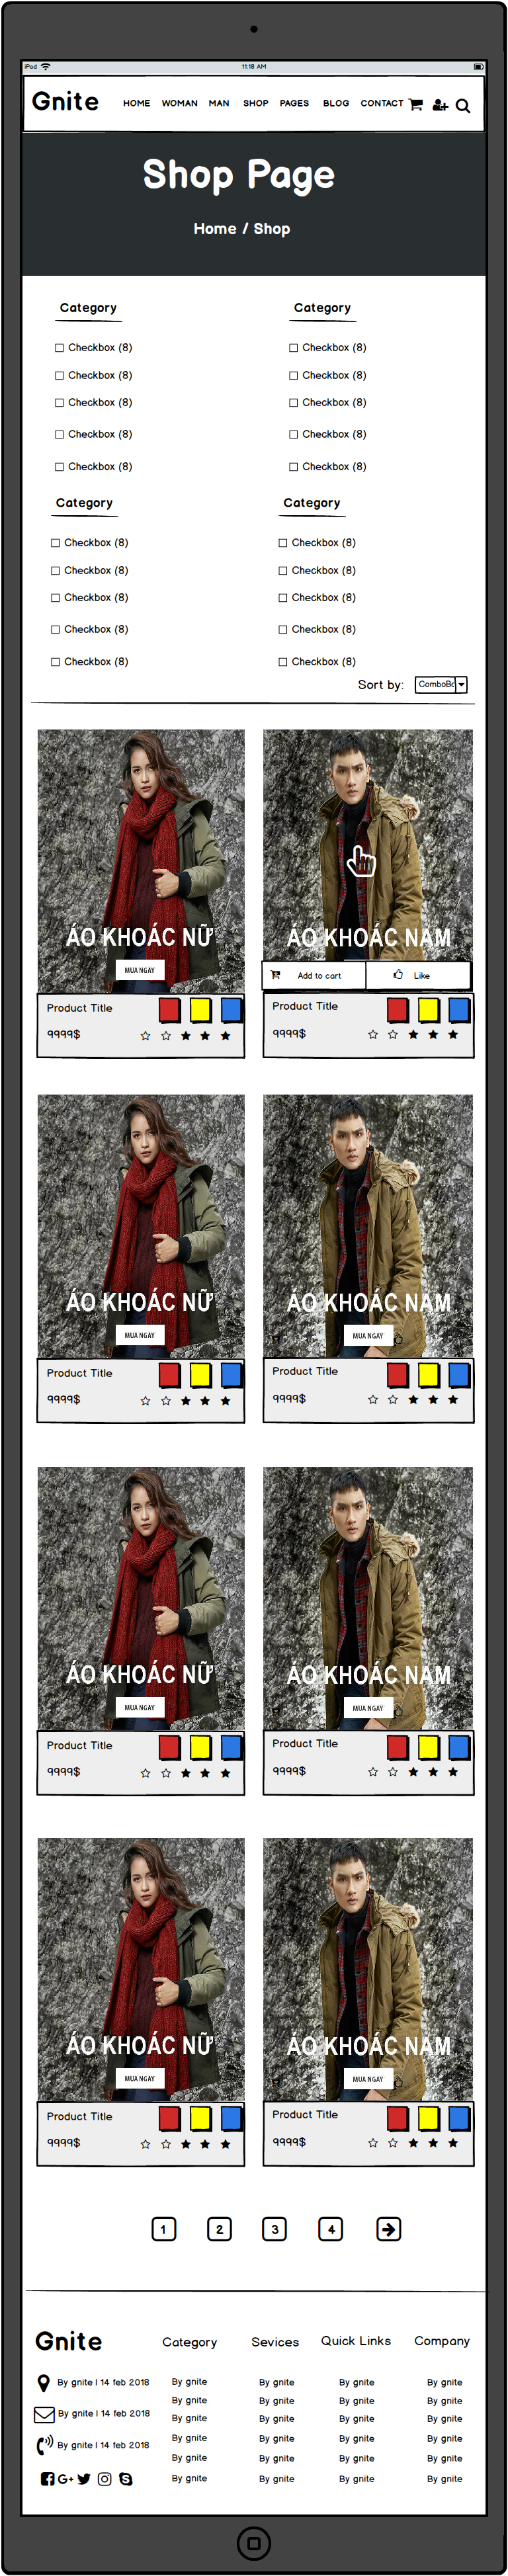 iPod 11:18 AM
Gnite HOME WOMAN MAN SHOP PAGES BLOG CONTACT
Shop Page
Home / Shop
Category Category
Checkbox (8) Checkbox (8)
Checkbox (8) Checkbox (8)
Checkbox (8) Checkbox (8)
Checkbox (8) Checkbox (8)
Checkbox (8) Checkbox (8)
Category Category
Checkbox (8) Checkbox (8)
Checkbox (8) Checkbox (8)
Checkbox (8) Checkbox (8)
Checkbox (8) Checkbox (8)
Checkbox (8) Checkbox (8)
Sort by:
ÁO KHOÁC NỮ ÁO KHOÁC NAM
MUA NGAY Add to cart Like
Product Title Product Title
9999$ 9999$
ÁO KHOÁC NỮ ÁO KHOÁC NAM
MUA NGAY MUA NGAY
Product Title Product Title
9999$ 9999$
ÁO KHOÁC NỮ ÁO KHOÁC NAM
MUA NGAY MUA NGAY
Product Title Product Title
9999$ 9999$
ÁO KHOÁC NỮ ÁO KHOÁC NAM
MUA NGAY MUA NGAY
Product Title Product Title
9999$ 9999$
1 2 3 4
Gnite Category Sevices Quick Links Company
By gnite | 14 feb 2018 By gnite By gnite By gnite By gnite
By gnite By gnite By gnite By gnite
By gnite | 14 feb 2018 By gnite By gnite By gnite By gnite
By gnite | 14 feb 2018 By gnite By gnite By gnite By gnite
By gnite By gnite By gnite By gnite
By gnite By gnite By gnite By gnite